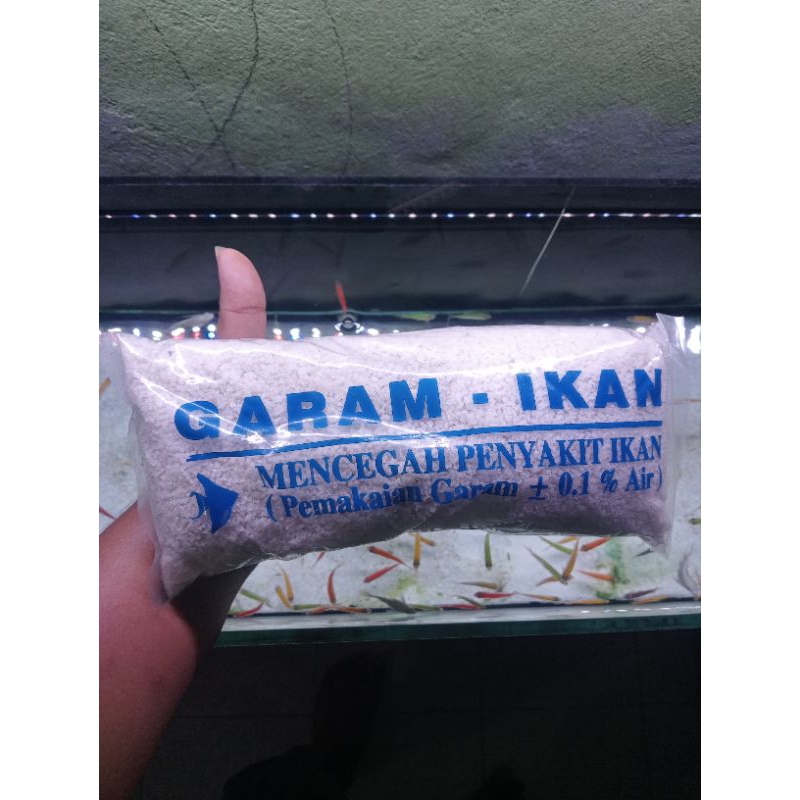 GARAM - IKAN
MENCEGAH PENYAKIT IKAN
(Pemakaian Garam ± 0.1 % Air)